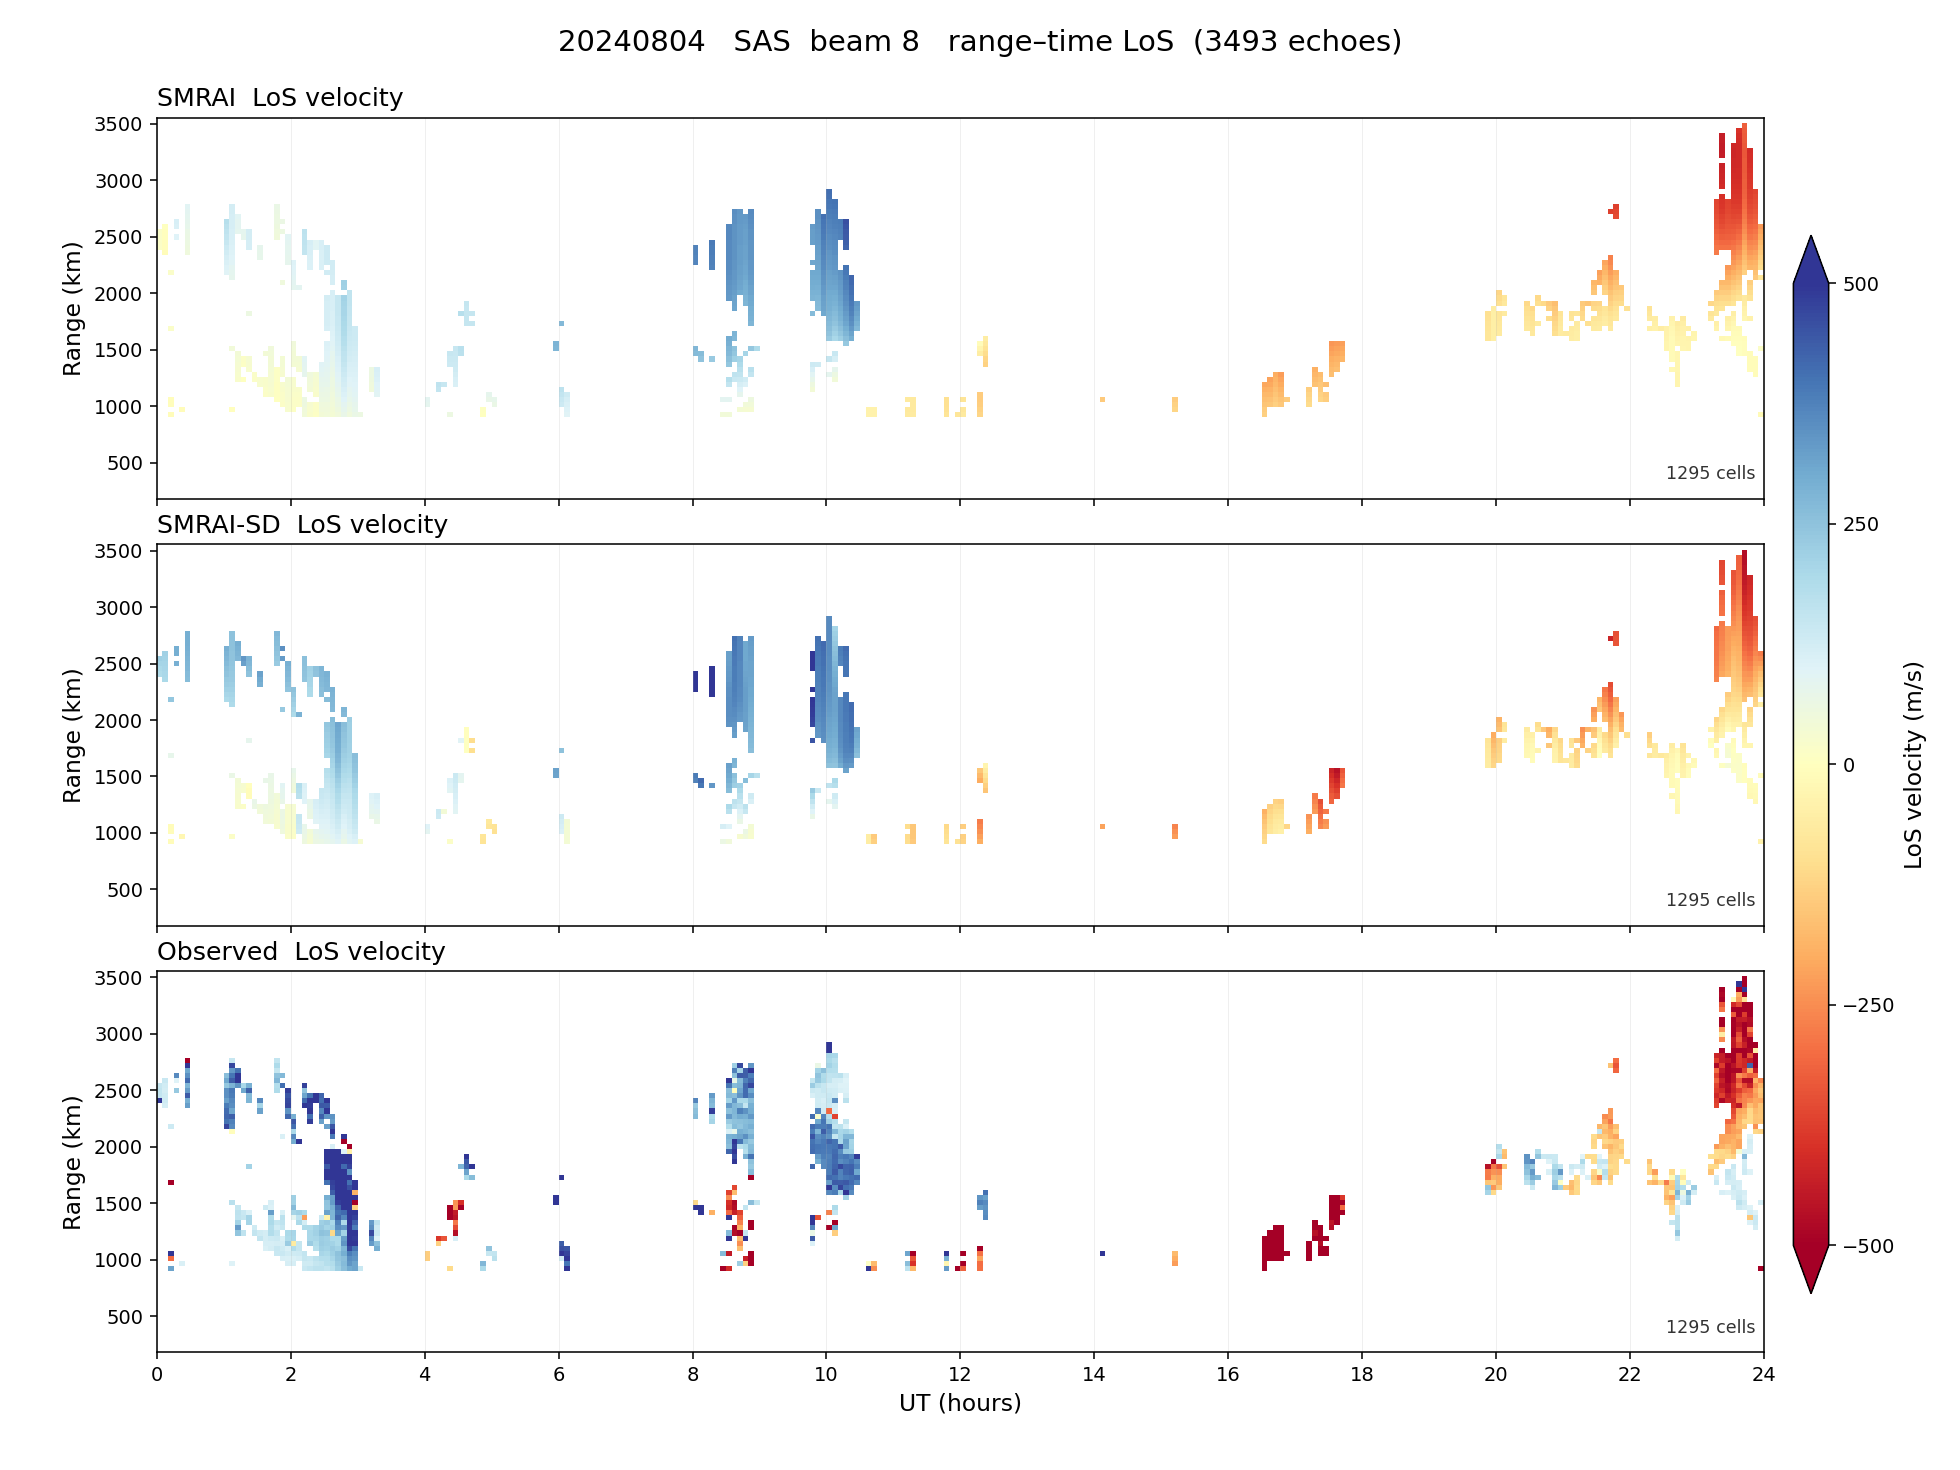 20240804   SAS  beam 8   range–time LoS  (3493 echoes)
SMRAI  LoS velocity
3500
3000
2500
2000
1500
1000
500
Range (km)
1295 cells
SMRAI-SD  LoS velocity
3500
3000
2500
2000
1500
1000
500
Range (km)
1295 cells
Observed  LoS velocity
3500
3000
2500
2000
1500
1000
500
Range (km)
1295 cells
0 2 4 6 8 10 12 14 16 18 20 22 24
UT (hours)
500
250
0
−250
−500
LoS velocity (m/s)